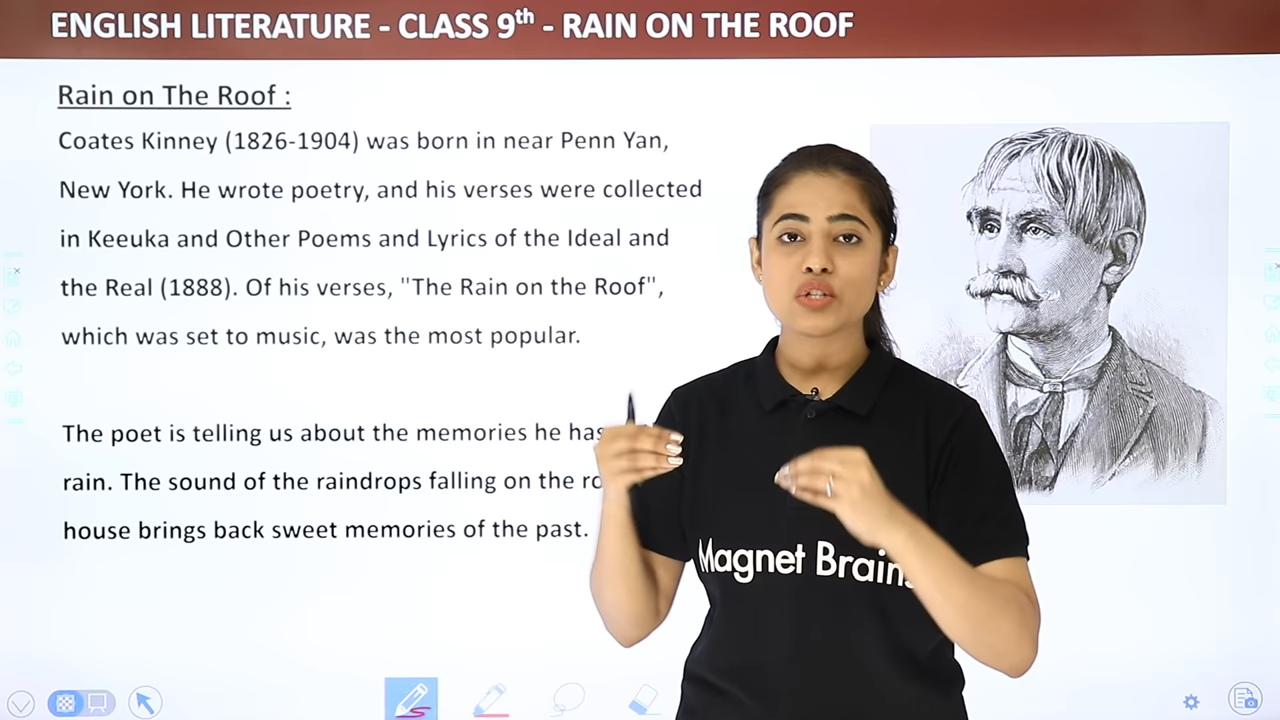 ENGLISH LITERATURE - CLASS 9th - RAIN ON THE ROOF
Rain on The Roof :
Coates Kinney (1826-1904) was born in near Penn Yan,
New York. He wrote poetry, and his verses were collected
in Keeuka and Other Poems and Lyrics of the Ideal and
the Real (1888). Of his verses, "The Rain on the Roof",
which was set to music, was the most popular.
The poet is telling us about the memories he has
rain. The sound of the raindrops falling on the
house brings back sweet memories of the past.
Magnet Brains